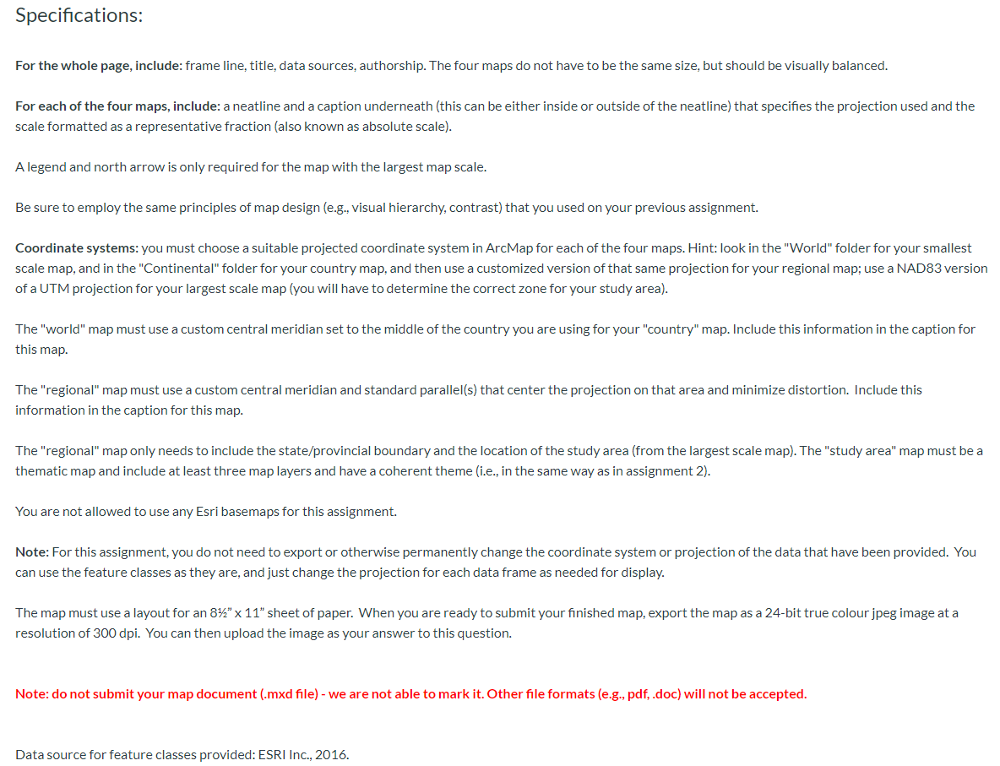 Specifications:
For the whole page, include: frame line, title, data sources, authorship. The four maps do not have to be the same size, but should be visually balanced.
For each of the four maps, include: a neatline and a caption underneath (this can be either inside or outside of the neatline) that specifies the projection used and the
scale formatted as a representative fraction (also known as absolute scale).
A legend and north arrow is only required for the map with the largest map scale.
Be sure to employ the same principles of map design (e.g., visual hierarchy, contrast) that you used on your previous assignment.
Coordinate systems: you must choose a suitable projected coordinate system in ArcMap for each of the four maps. Hint: look in the "World" folder for your smallest
scale map, and in the "Continental" folder for your country map, and then use a customized version of that same projection for your regional map; use a NAD83 version
of a UTM projection for your largest scale map (you will have to determine the correct zone for your study area).
The "world" map must use a custom central meridian set to the middle of the country you are using for your "country" map. Include this information in the caption for
this map.
The "regional" map must use a custom central meridian and standard parallel(s) that center the projection on that area and minimize distortion.  Include this
information in the caption for this map.
The "regional" map only needs to include the state/provincial boundary and the location of the study area (from the largest scale map). The "study area" map must be a
thematic map and include at least three map layers and have a coherent theme (i.e., in the same way as in assignment 2).
You are not allowed to use any Esri basemaps for this assignment.
Note: For this assignment, you do not need to export or otherwise permanently change the coordinate system or projection of the data that have been provided.  You
can use the feature classes as they are, and just change the projection for each data frame as needed for display.
The map must use a layout for an 8½” x 11” sheet of paper.  When you are ready to submit your finished map, export the map as a 24-bit true colour jpeg image at a
resolution of 300 dpi.  You can then upload the image as your answer to this question.
Note: do not submit your map document (.mxd file) - we are not able to mark it. Other file formats (e.g., pdf, .doc) will not be accepted.
Data source for feature classes provided: ESRI Inc., 2016.